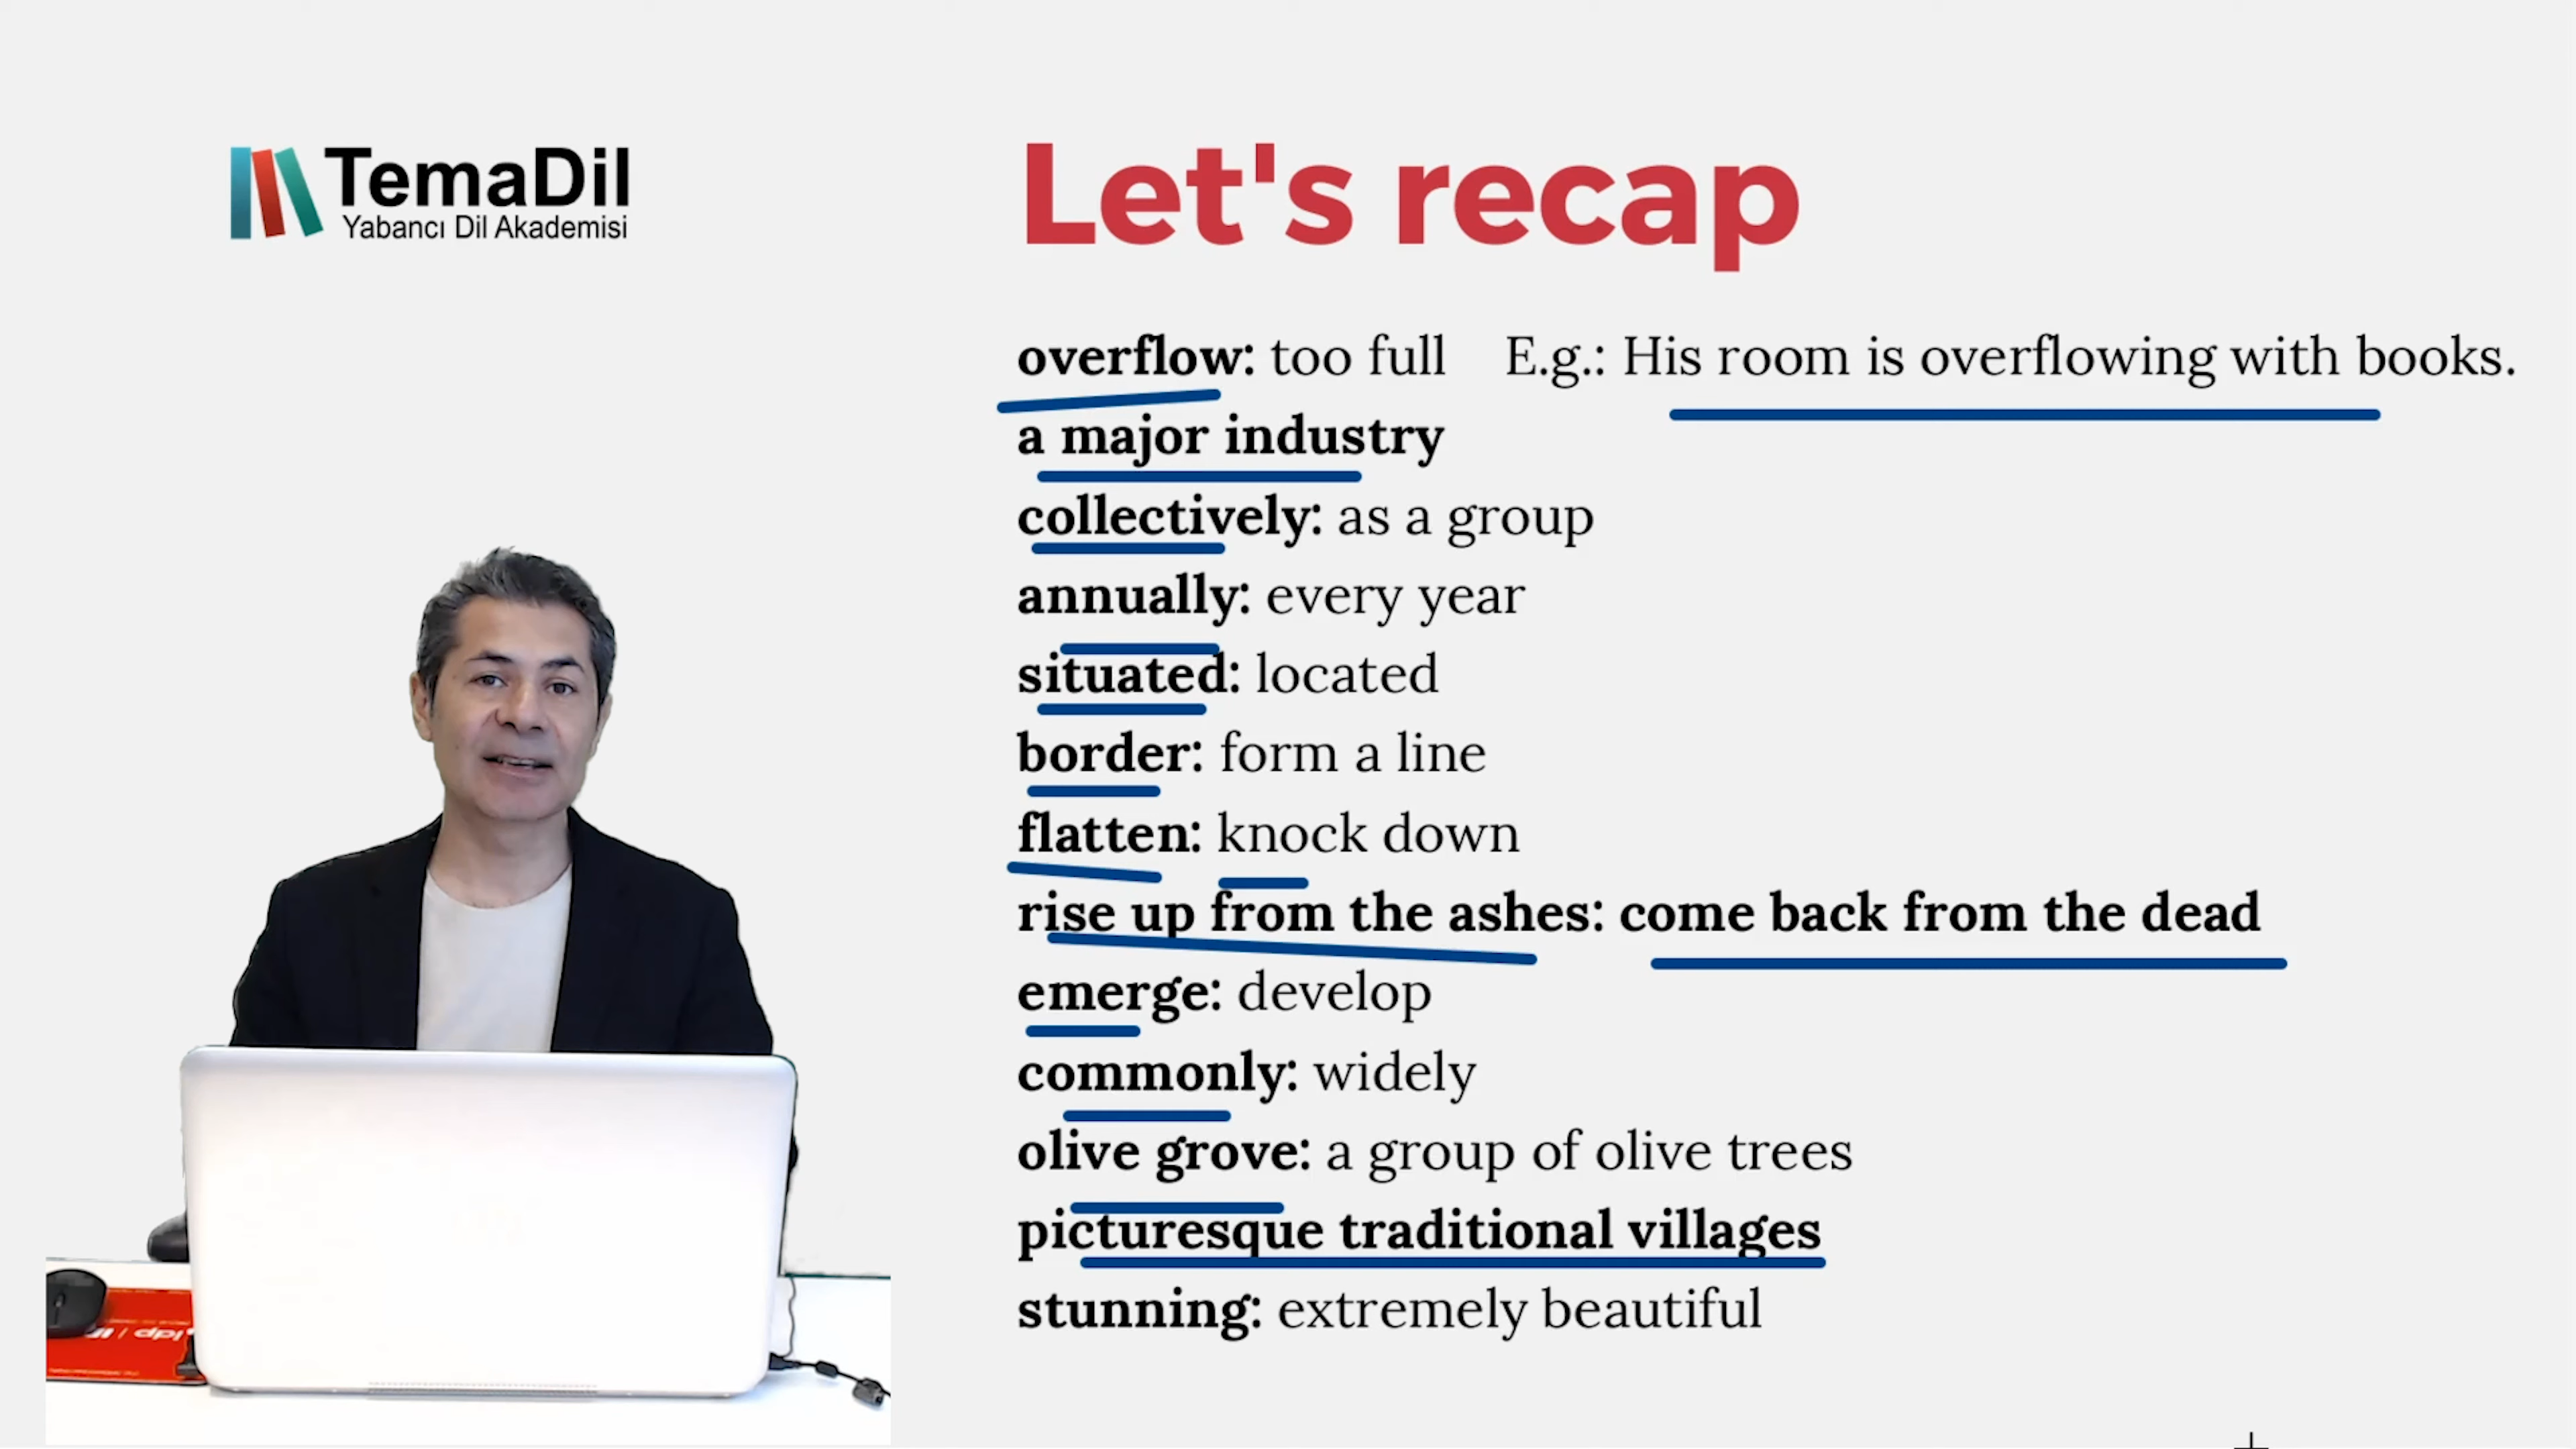 TemaDil
Yabancı Dil Akademisi
Let's recap
overflow: too full E.g.: His room is overflowing with books.
a major industry
collectively: as a group
annually: every year
situated: located
border: form a line
flatten: knock down
rise up from the ashes: come back from the dead
emerge: develop
commonly: widely
olive grove: a group of olive trees
picturesque traditional villages
stunning: extremely beautiful
idp